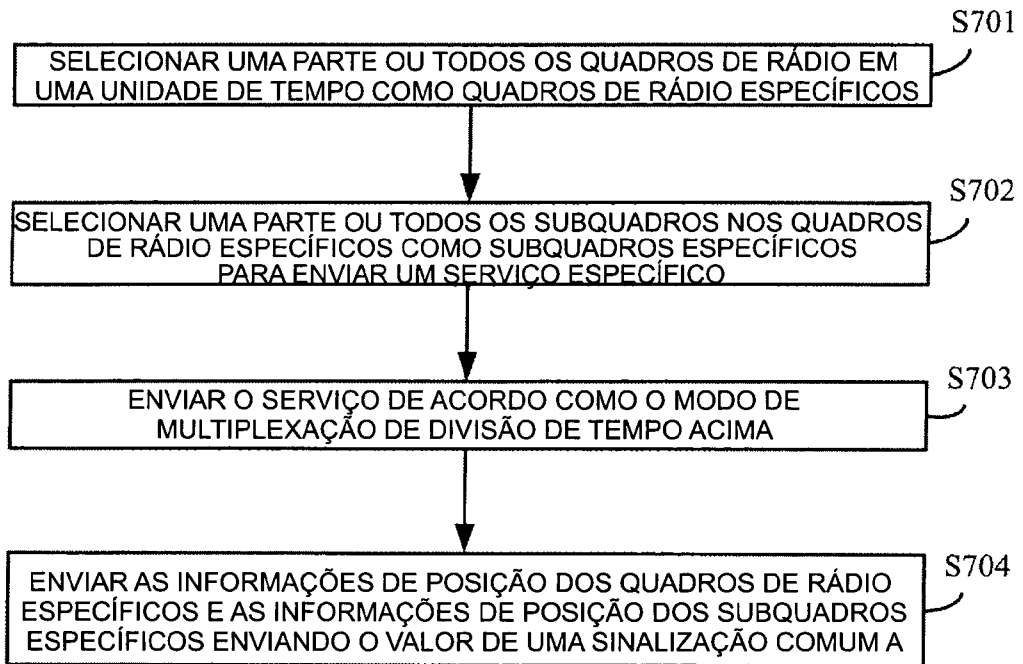 S701
SELECIONAR UMA PARTE OU TODOS OS QUADROS DE RÁDIO EM
UMA UNIDADE DE TEMPO COMO QUADROS DE RÁDIO ESPECÍFICOS
S702
SELECIONAR UMA PARTE OU TODOS OS SUBQUADROS NOS QUADROS
DE RÁDIO ESPECÍFICOS COMO SUBQUADROS ESPECÍFICOS
PARA ENVIAR UM SERVIÇO ESPECÍFICO
S703
ENVIAR O SERVIÇO DE ACORDO COMO O MODO DE
MULTIPLEXAÇÃO DE DIVISÃO DE TEMPO ACIMA
S704
ENVIAR AS INFORMAÇÕES DE POSIÇÃO DOS QUADROS DE RÁDIO
ESPECÍFICOS E AS INFORMAÇÕES DE POSIÇÃO DOS SUBQUADROS
ESPECÍFICOS ENVIANDO O VALOR DE UMA SINALIZAÇÃO COMUM A